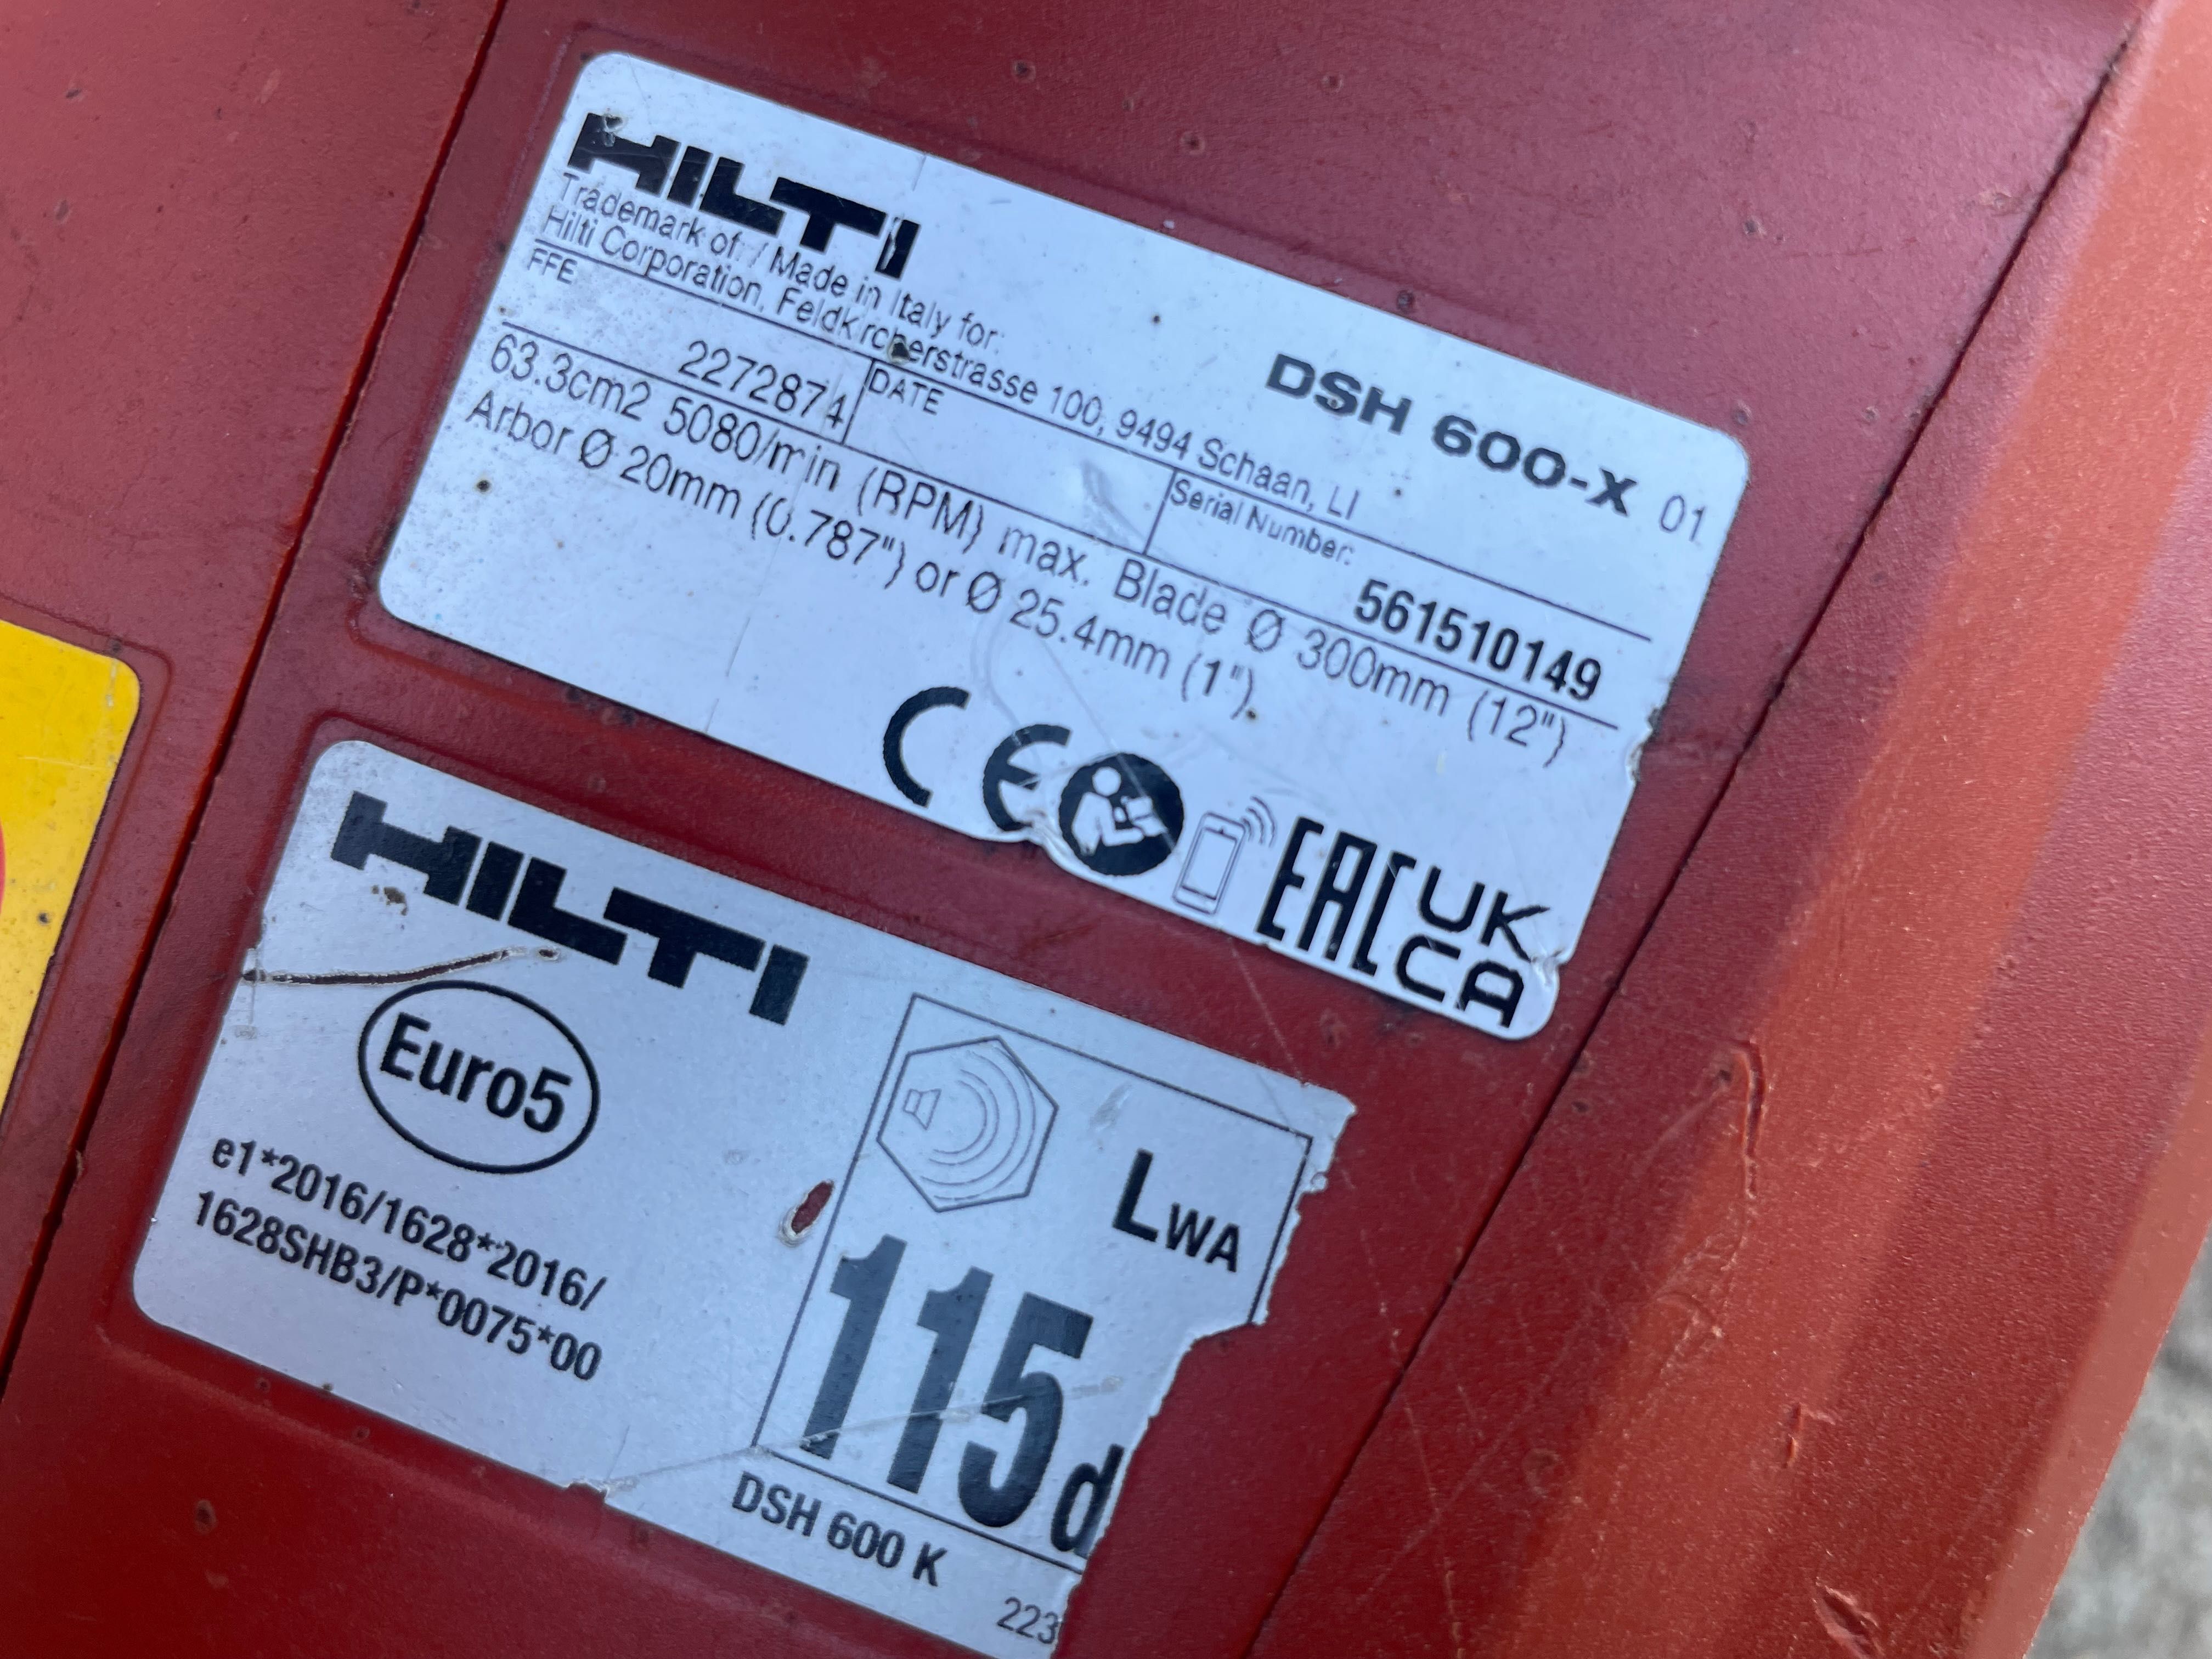 HILTI
DSH 600-X 01
Trademark of: / Made in Italy for:
Hilti Corporation, Feldkircherstrasse 100, 9494 Schaan, LI
FFE 2272874 DATE Serial Number: 561510149
63.3cm2 5080/min (RPM) max. Blade Ø 300mm (12")
Arbor Ø 20mm (0.787") or Ø 25.4mm (1").
CE EAC UK
CA
HILTI
Euro5
e1*2016/1628*2016/
1628SHB3/P*0075*00
LWA
115 d
DSH 600 K
223